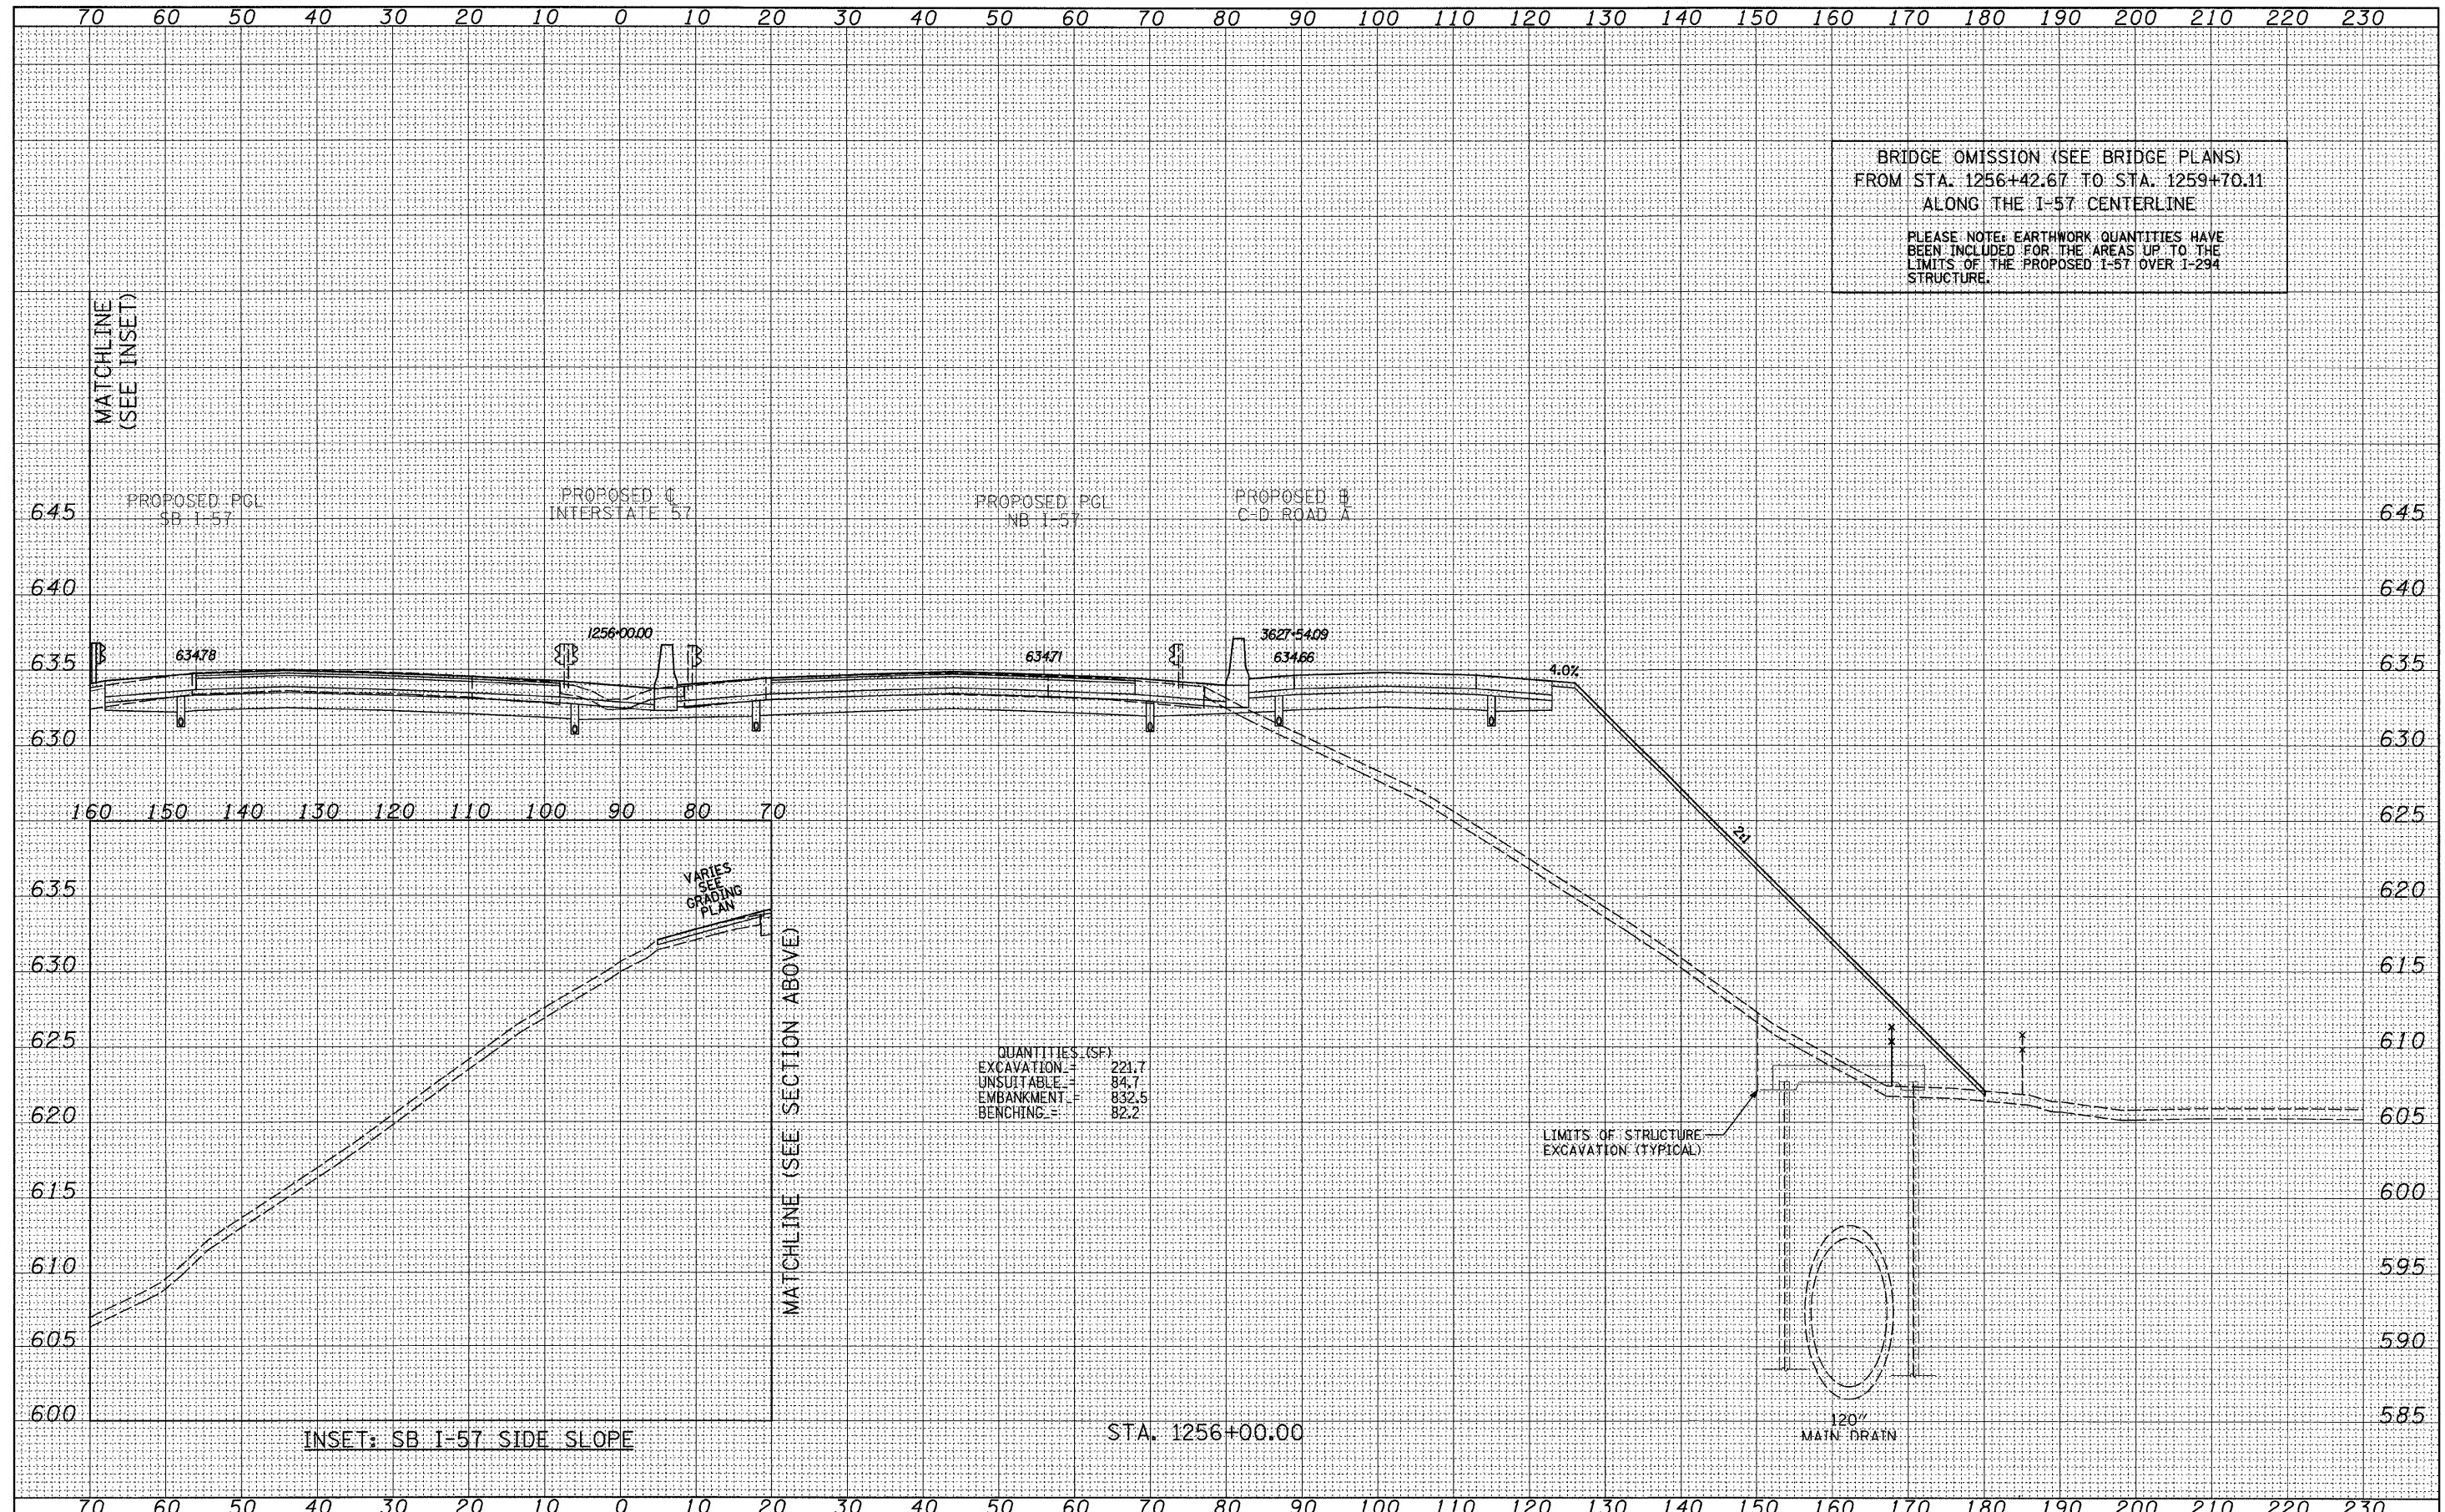 70 60 50 40 30 20 10 0 10 20 30 40 50 60 70 80 90 100 110 120 130 140 150 160 170 180 190 200 210 220 230
BRIDGE OMISSION (SEE BRIDGE PLANS)
FROM STA. 1256+42.67 TO STA. 1259+70.11
ALONG THE I-57 CENTERLINE
PLEASE NOTE: EARTHWORK QUANTITIES HAVE
BEEN INCLUDED FOR THE AREAS UP TO THE
LIMITS OF THE PROPOSED I-57 OVER I-294
STRUCTURE.
MATCHLINE
(SEE INSET)
PROPOSED PGL
SB I-57
PROPOSED ℄
INTERSTATE 57
PROPOSED PGL
NB I-57
PROPOSED B
C-D ROAD A
645 645
640 640
1256+00.00
3627+54.09
634.78
634.71
634.66
4.0%
635 635
630 630
160 150 140 130 120 110 100 90 80 70
625
2:1
VARIES
SEE
GRADING
PLAN
635 620
630 615
625 610
620 605
615 600
610 595
605 590
600 585
MATCHLINE (SEE SECTION ABOVE)
QUANTITIES (SF)
EXCAVATION = 221.7
UNSUITABLE = 84.7
EMBANKMENT = 832.5
BENCHING = 82.2
LIMITS OF STRUCTURE
EXCAVATION (TYPICAL)
120"
MAIN DRAIN
INSET: SB I-57 SIDE SLOPE
STA. 1256+00.00
70 60 50 40 30 20 10 0 10 20 30 40 50 60 70 80 90 100 110 120 130 140 150 160 170 180 190 200 210 220 230